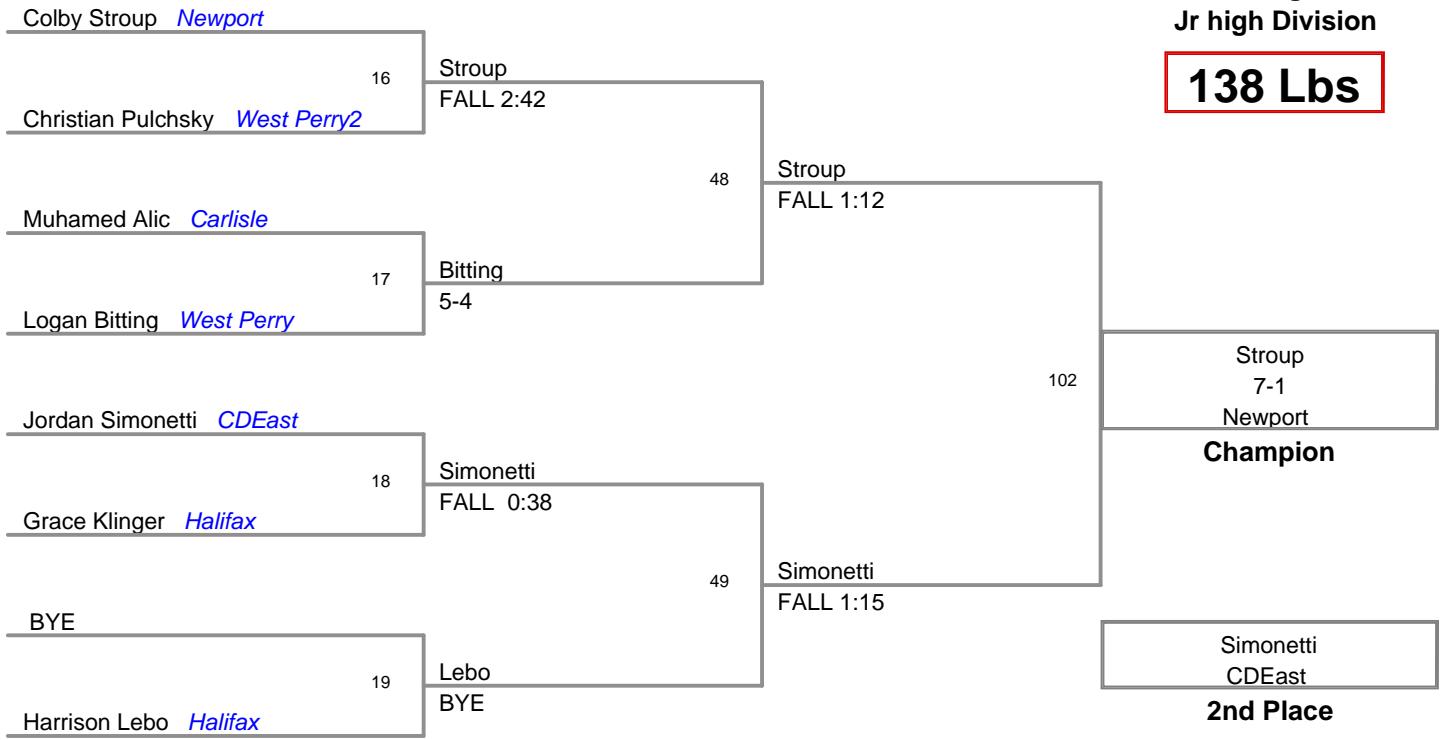 Jr high Division
138 Lbs
Colby Stroup Newport
16
Stroup
FALL 2:42
Christian Pulchsky West Perry2
48
Stroup
FALL 1:12
Muhamed Alic Carlisle
17
Bitting
5-4
Logan Bitting West Perry
102
Stroup
7-1
Newport
Champion
Jordan Simonetti CDEast
18
Simonetti
FALL 0:38
Grace Klinger Halifax
49
Simonetti
FALL 1:15
BYE
19
Lebo
BYE
Harrison Lebo Halifax
Simonetti
CDEast
2nd Place